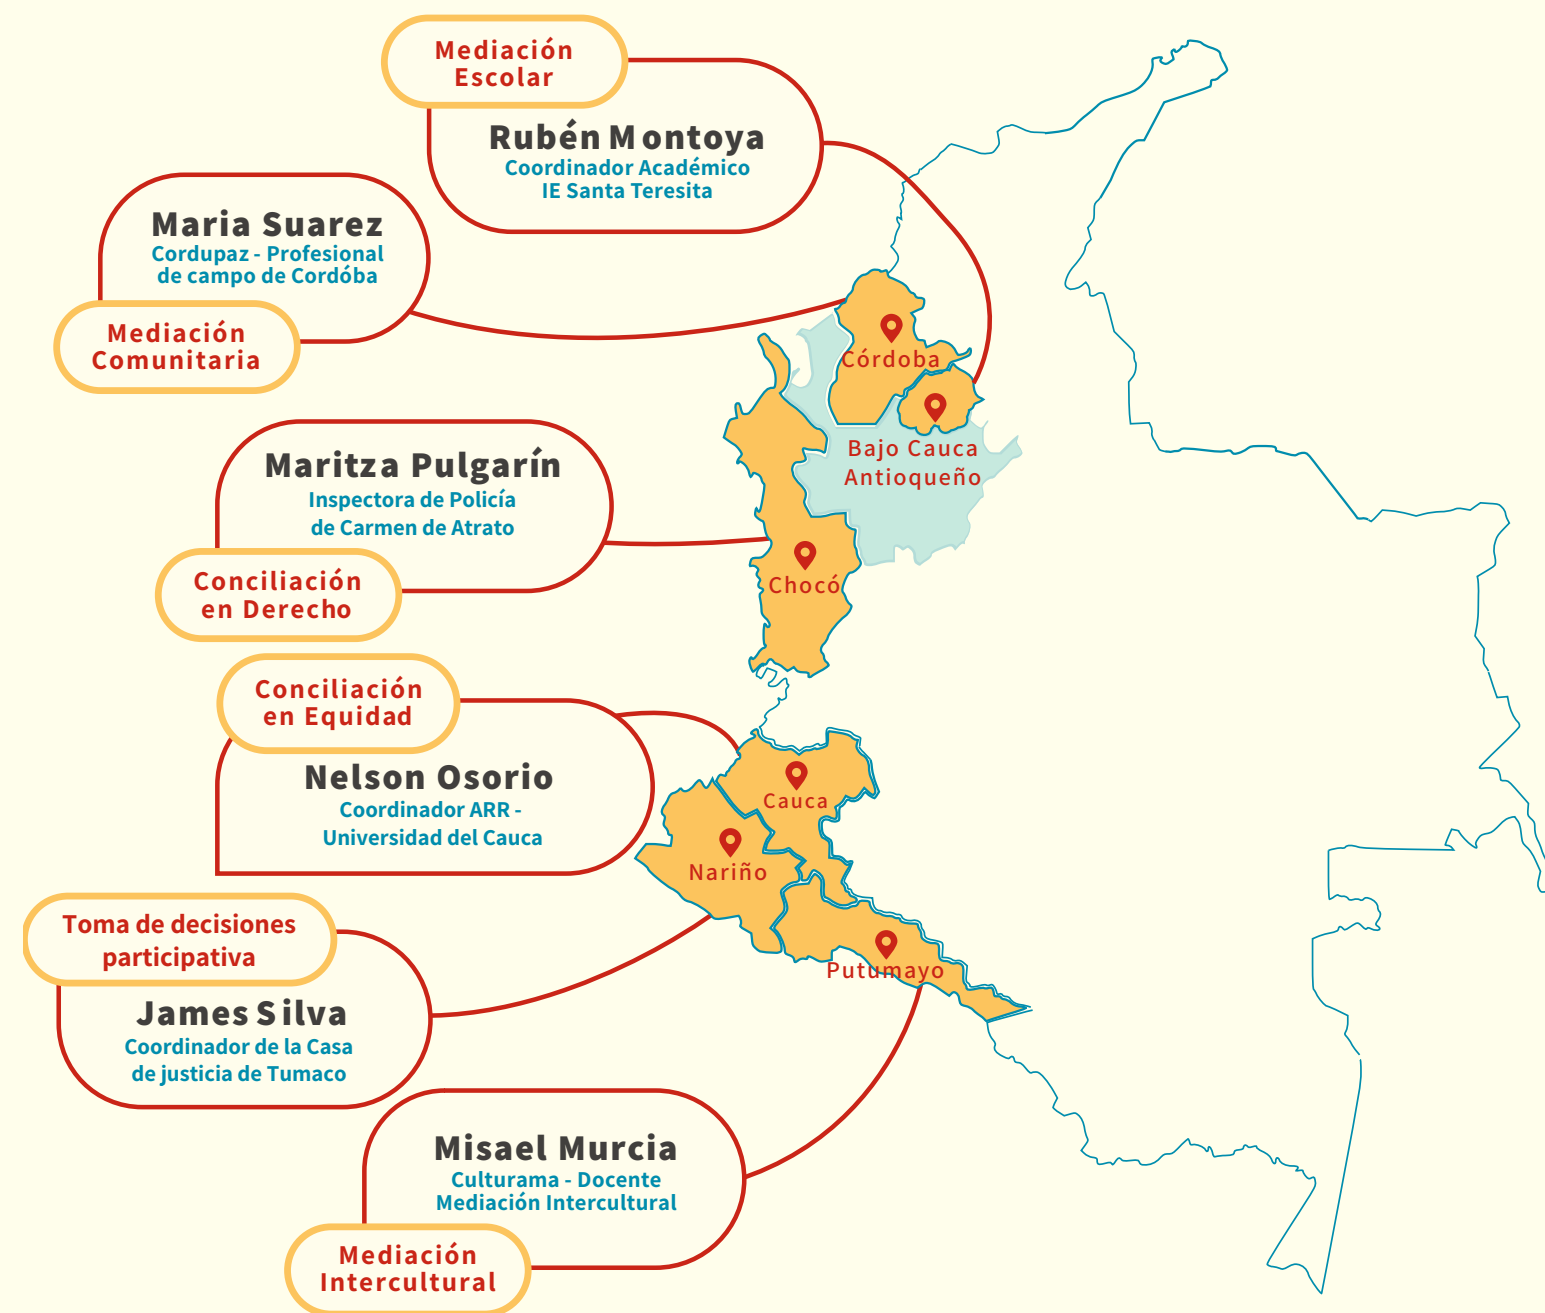 Mediación
Escolar
Rubén Montoya
Coordinador Académico
IE Santa Teresita
Maria Suarez
Cordupaz - Profesional
de campo de Cordóba
Mediación
Comunitaria
Maritza Pulgarín
Inspectora de Policía
de Carmen de Atrato
Conciliación
en Derecho
Conciliación
en Equidad
Nelson Osorio
Coordinador ARR -
Universidad del Cauca
Toma de decisiones
participativa
James Silva
Coordinador de la Casa
de justicia de Tumaco
Misael Murcia
Culturama - Docente
Mediación Intercultural
Mediación
Intercultural
Córdoba
Bajo Cauca
Antioqueño
Chocó
Cauca
Nariño
Putumayo